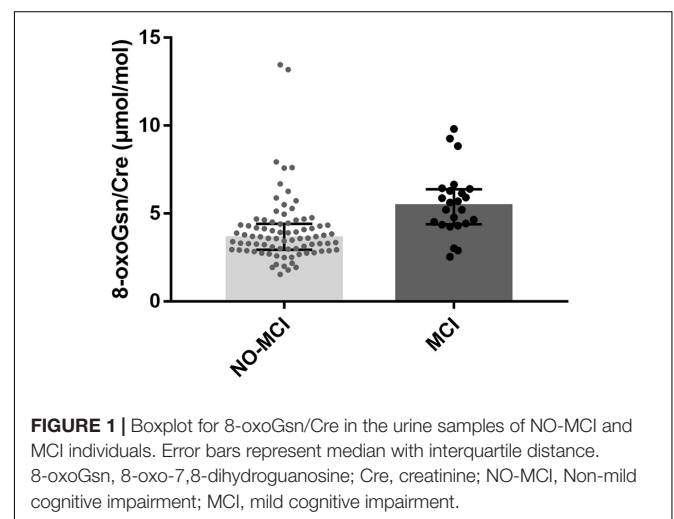 15
10
5
0
8-oxoGsn/Cre (μmol/mol)
NO-MCI
MCI
FIGURE 1 | Boxplot for 8-oxoGsn/Cre in the urine samples of NO-MCI and
MCI individuals. Error bars represent median with interquartile distance.
8-oxoGsn, 8-oxo-7,8-dihydroguanosine; Cre, creatinine; NO-MCI, Non-mild
cognitive impairment; MCI, mild cognitive impairment.